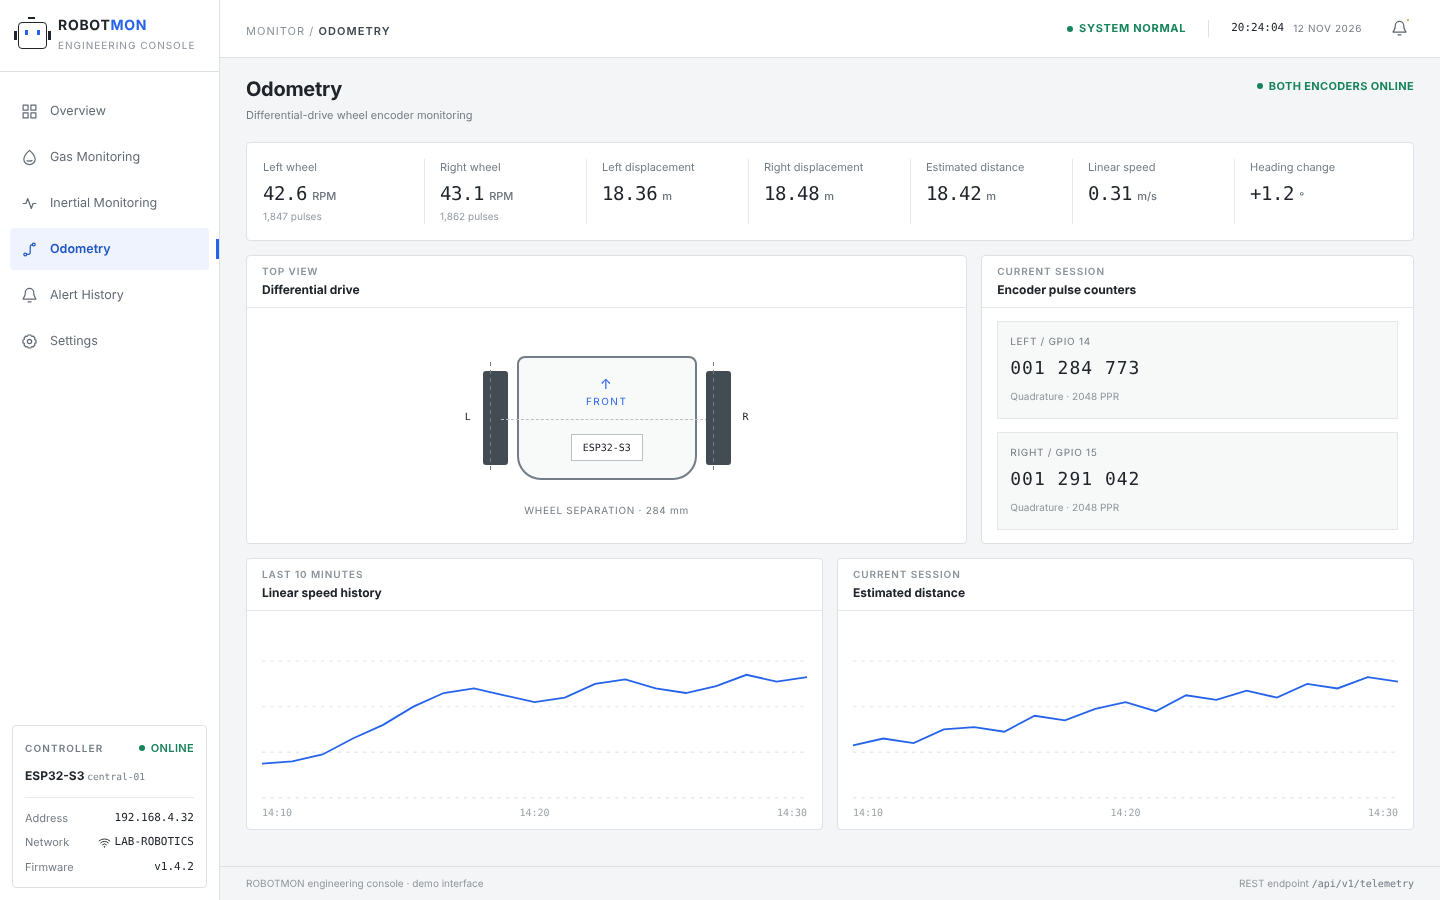 ROBOTMON
ENGINEERING CONSOLE
Overview
Gas Monitoring
Inertial Monitoring
Odometry
Alert History
Settings
CONTROLLER
ONLINE
ESP32-S3 central-01
Address 192.168.4.32
Network LAB-ROBOTICS
Firmware v1.4.2
MONITOR / ODOMETRY
SYSTEM NORMAL
20:24:04 12 NOV 2026
Odometry
Differential-drive wheel encoder monitoring
BOTH ENCODERS ONLINE
Left wheel
42.6 RPM
1,847 pulses
Right wheel
43.1 RPM
1,862 pulses
Left displacement
18.36 m
Right displacement
18.48 m
Estimated distance
18.42 m
Linear speed
0.31 m/s
Heading change
+1.2 °
TOP VIEW
Differential drive
↑
FRONT
L
R
ESP32-S3
WHEEL SEPARATION · 284 mm
CURRENT SESSION
Encoder pulse counters
LEFT / GPIO 14
001 284 773
Quadrature · 2048 PPR
RIGHT / GPIO 15
001 291 042
Quadrature · 2048 PPR
LAST 10 MINUTES
Linear speed history
14:10 14:20 14:30
CURRENT SESSION
Estimated distance
14:10 14:20 14:30
ROBOTMON engineering console · demo interface
REST endpoint /api/v1/telemetry